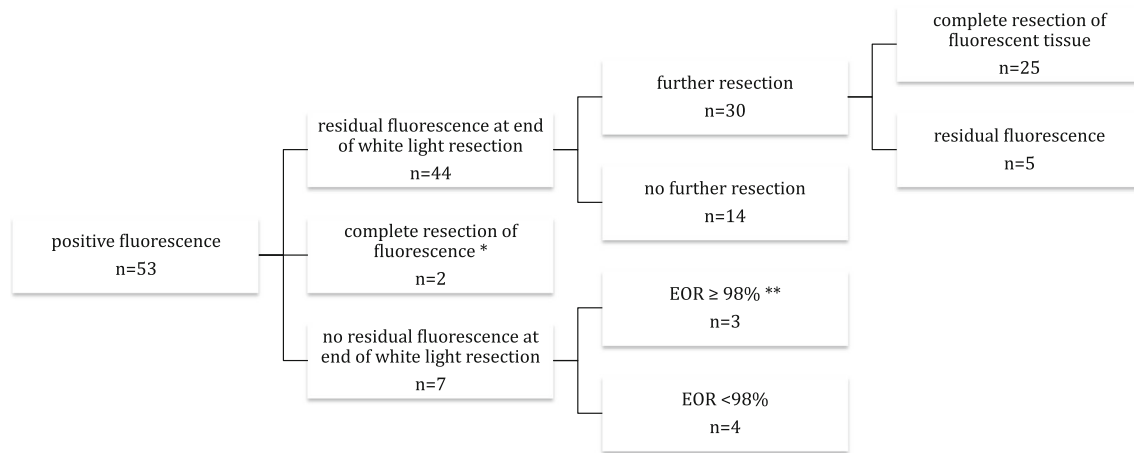 positive fluorescence
n=53
residual fluorescence at end
of white light resection
n=44
complete resection of
fluorescence *
n=2
no residual fluorescence at
end of white light resection
n=7
further resection
n=30
no further resection
n=14
EOR ≥ 98% **
n=3
EOR <98%
n=4
complete resection of
fluorescent tissue
n=25
residual fluorescence
n=5